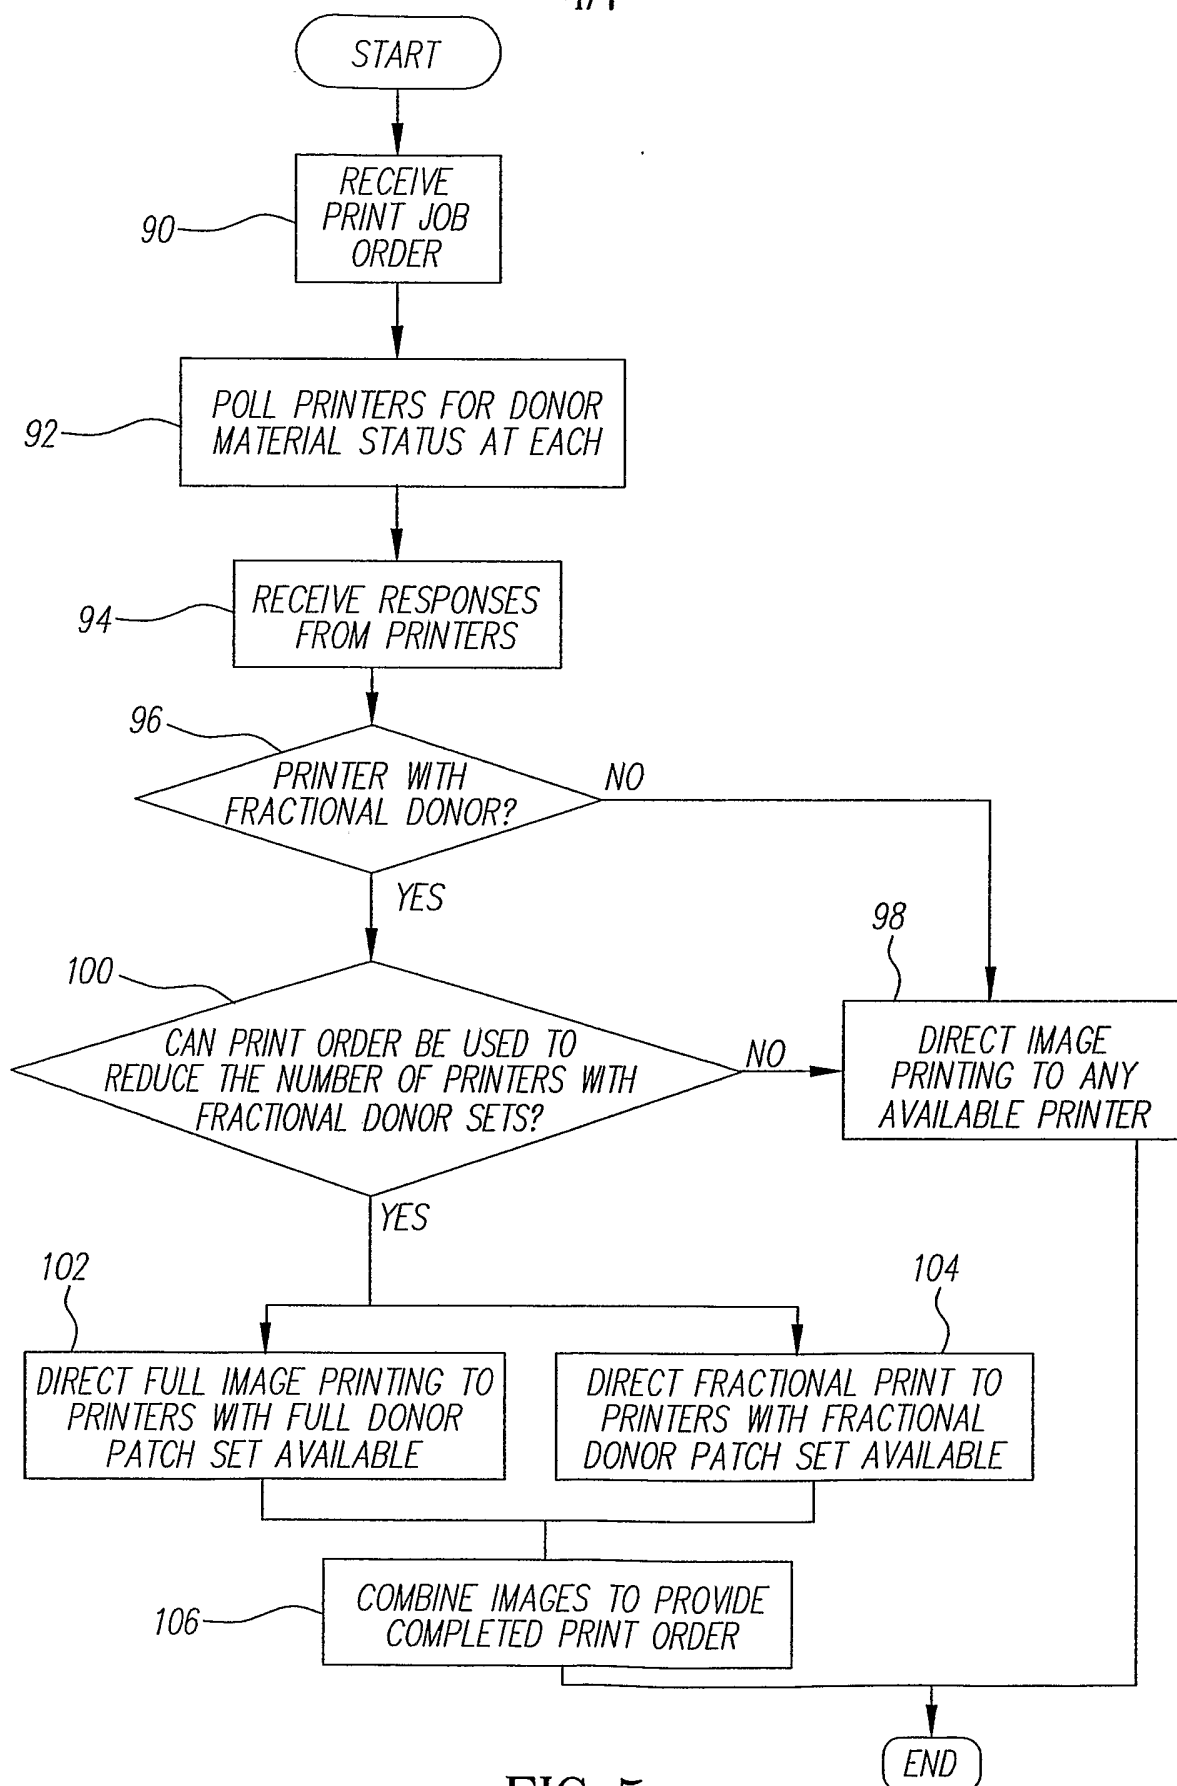 START
RECEIVE
PRINT JOB
ORDER
90
POLL PRINTERS FOR DONOR
MATERIAL STATUS AT EACH
92
RECEIVE RESPONSES
FROM PRINTERS
94
96
PRINTER WITH
FRACTIONAL DONOR?
NO
YES
98
100
CAN PRINT ORDER BE USED TO
REDUCE THE NUMBER OF PRINTERS WITH
FRACTIONAL DONOR SETS?
NO
DIRECT IMAGE
PRINTING TO ANY
AVAILABLE PRINTER
YES
102
104
DIRECT FULL IMAGE PRINTING TO
PRINTERS WITH FULL DONOR
PATCH SET AVAILABLE
DIRECT FRACTIONAL PRINT TO
PRINTERS WITH FRACTIONAL
DONOR PATCH SET AVAILABLE
COMBINE IMAGES TO PROVIDE
COMPLETED PRINT ORDER
106
END